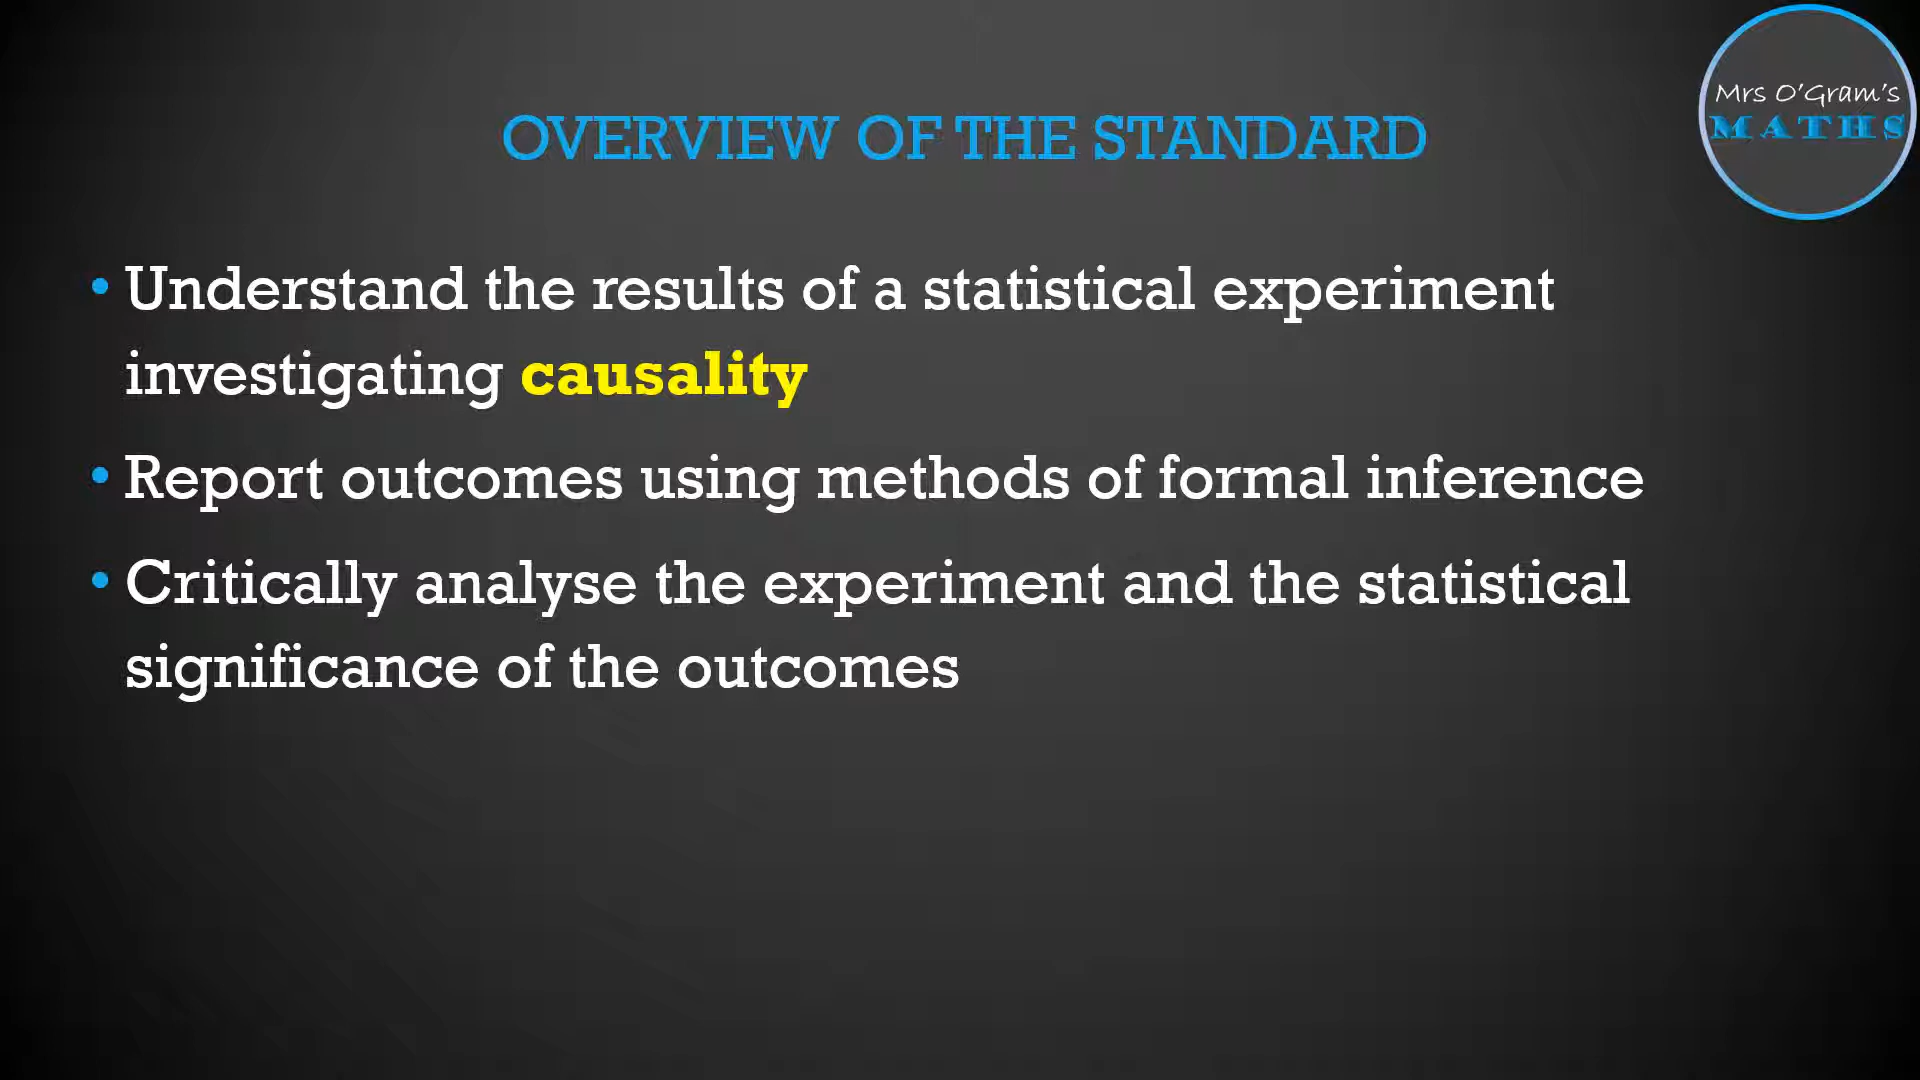 Mrs O'Gram's
MATHS
OVERVIEW OF THE STANDARD
• Understand the results of a statistical experiment
investigating causality
• Report outcomes using methods of formal inference
• Critically analyse the experiment and the statistical
significance of the outcomes